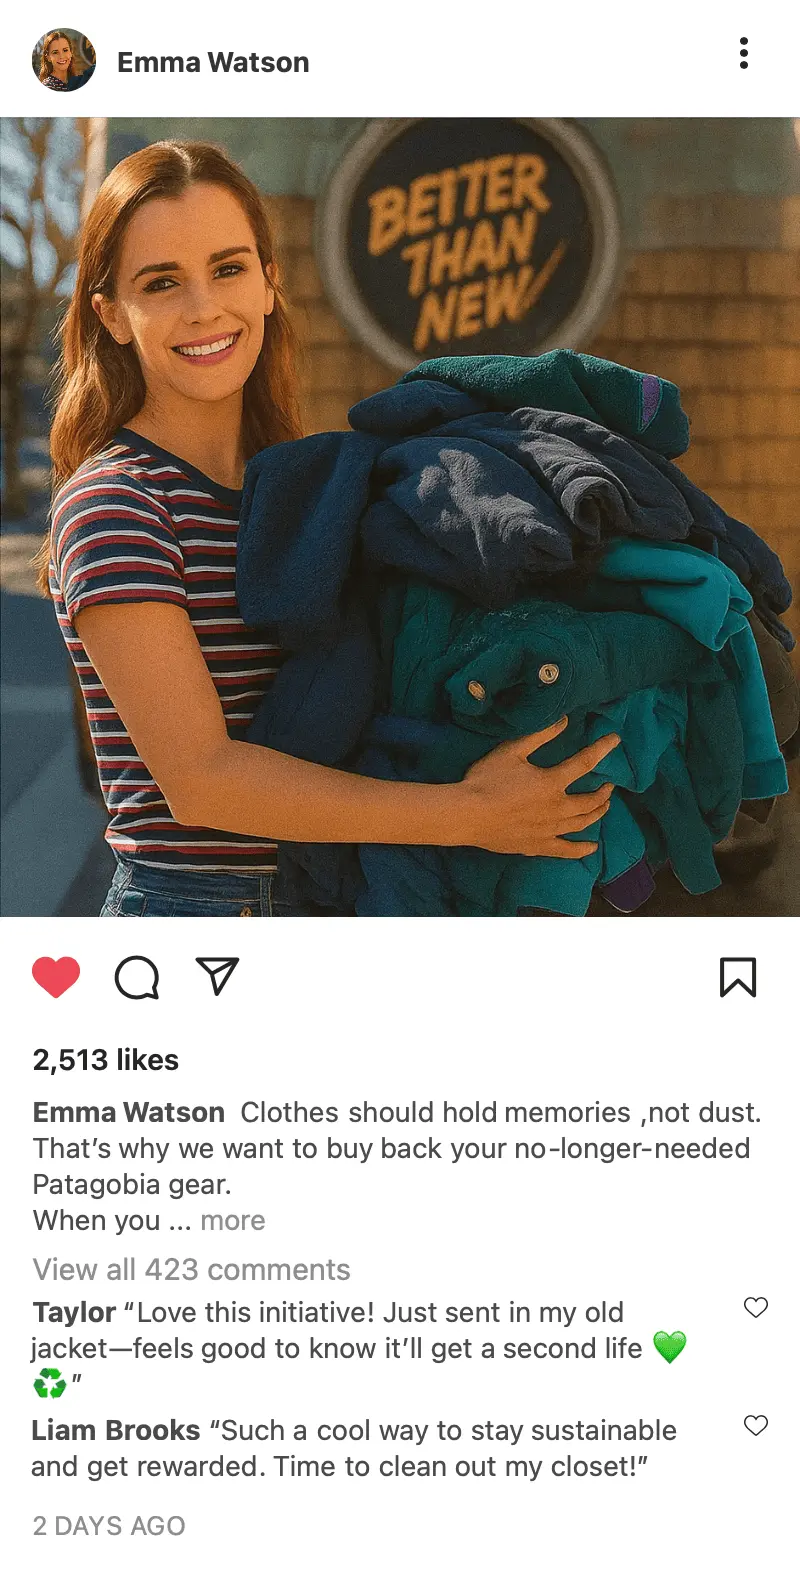 Emma Watson
BETTER
THAN
NEW
2,513 likes
Emma Watson Clothes should hold memories ,not dust.
That’s why we want to buy back your no-longer-needed
Patagobia gear.
When you ... more
View all 423 comments
Taylor “Love this initiative! Just sent in my old
jacket—feels good to know it’ll get a second life 💚
♻️”
Liam Brooks “Such a cool way to stay sustainable
and get rewarded. Time to clean out my closet!”
2 DAYS AGO